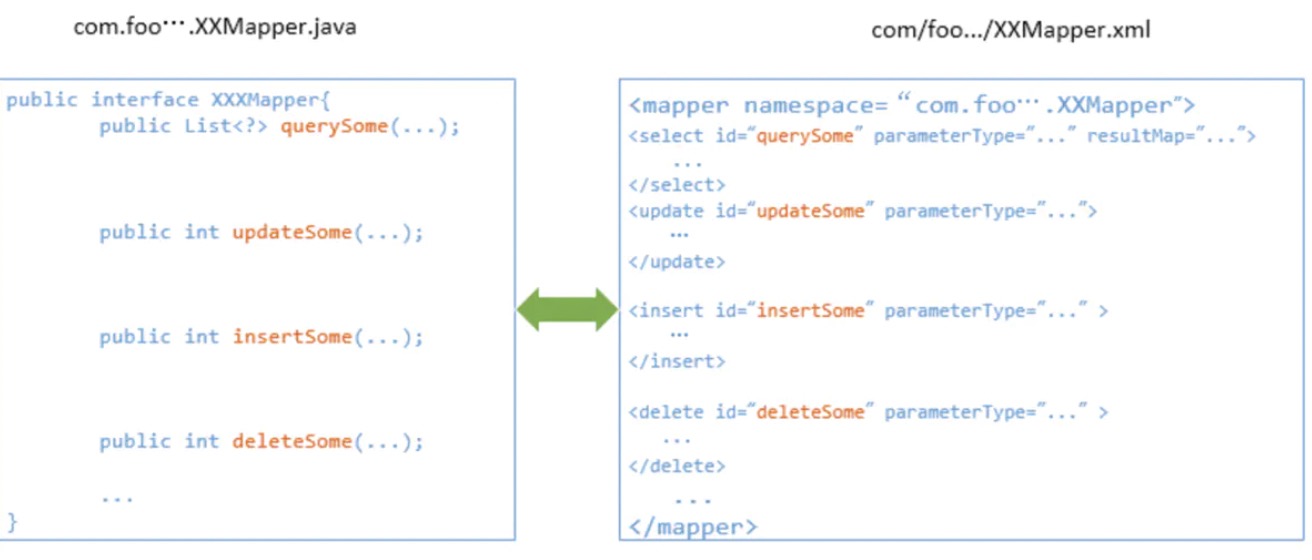 com.foo⋯.XXMapper.java
public interface XXXMapper{
public List<?> querySome(...);
public int updateSome(...);
public int insertSome(...);
public int deleteSome(...);
...
}
com/foo.../XXMapper.xml
<mapper namespace=“com.foo⋯.XXMapper”>
<select id=“querySome” parameterType=”...” resultMap=”...”>
...
</select>
<update id=“updateSome” parameterType=”...”>
...
</update>
<insert id=“insertSome” parameterType=”...” >
...
</insert>
<delete id=“deleteSome” parameterType=”...” >
...
</delete>
...
</mapper>